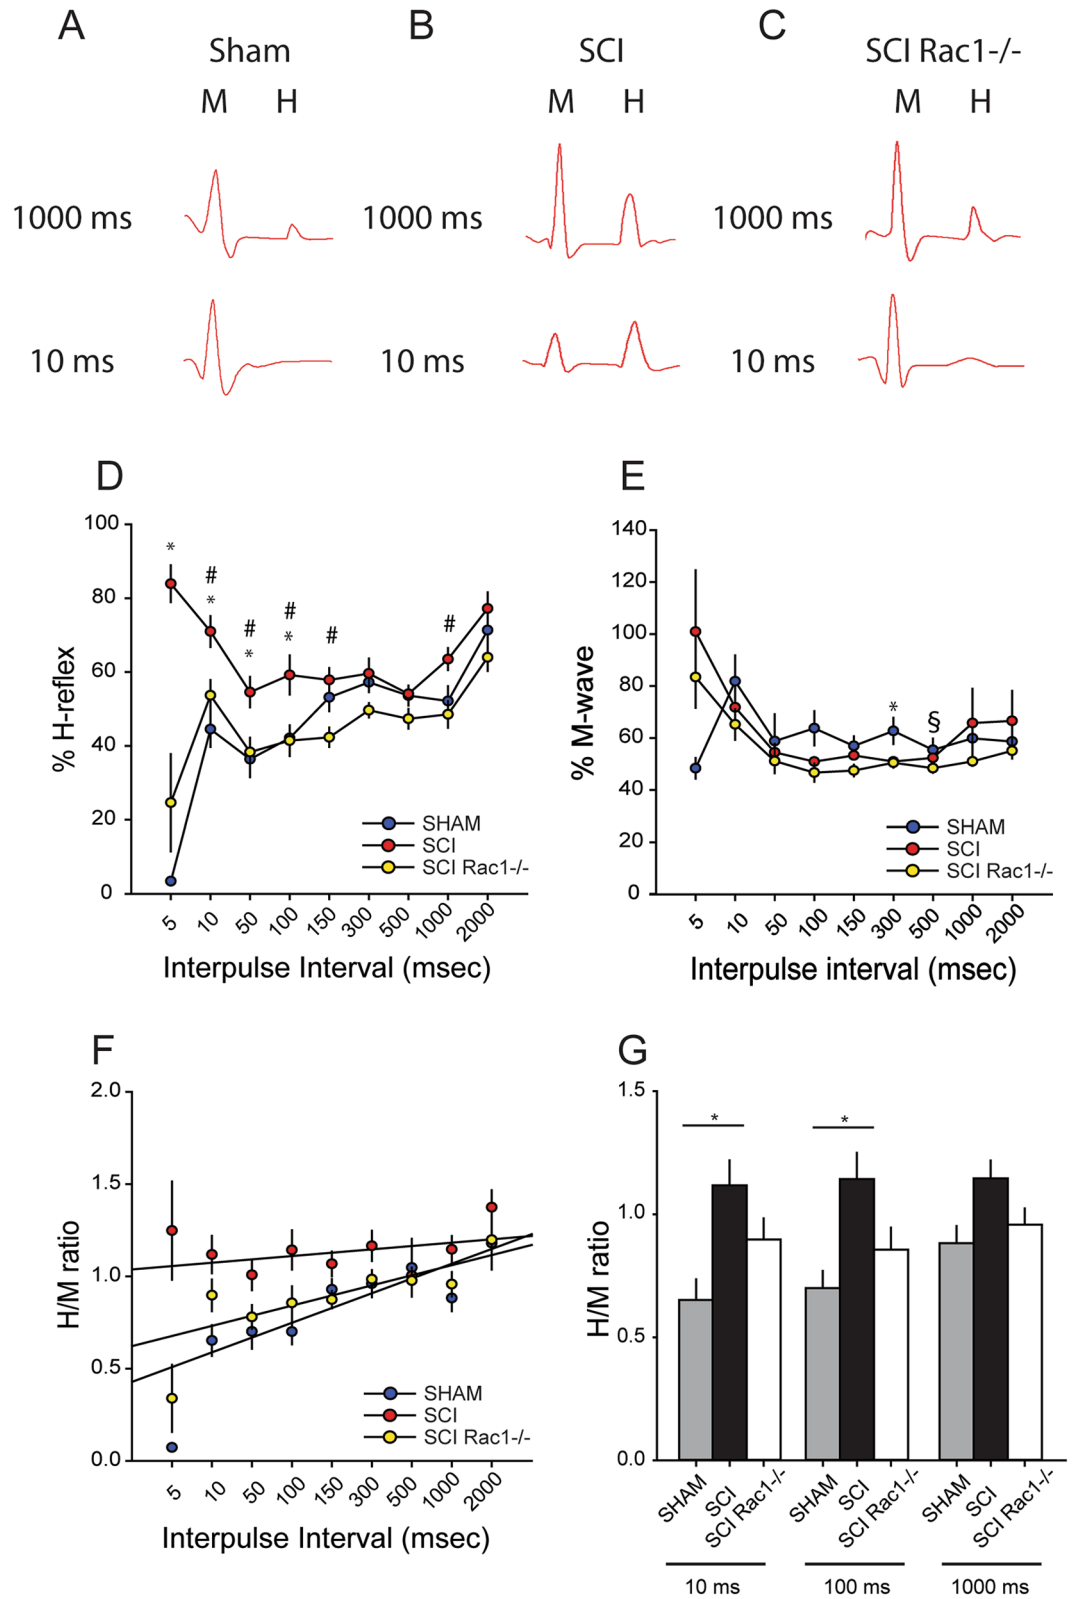 A
B
C
Sham
SCI
SCI Rac1-/-
M H
M H
M H
1000 ms
1000 ms
1000 ms
10 ms
10 ms
10 ms
D
% H-reflex
100
80
60
40
20
0
*
#
*
#
*
#
*
#
#
SHAM
SCI
SCI Rac1-/-
5 10 50 100 150 300 500 1000 2000
Interpulse Interval (msec)
E
% M-wave
140
120
100
80
60
40
20
0
*
§
SHAM
SCI
SCI Rac1-/-
5 10 50 100 150 300 500 1000 2000
Interpulse interval (msec)
F
H/M ratio
2.0
1.5
1.0
0.5
0.0
SHAM
SCI
SCI Rac1-/-
5 10 50 100 150 300 500 1000 2000
Interpulse Interval (msec)
G
H/M ratio
1.5
1.0
0.5
0.0
*
*
SHAM SCI SCI Rac1-/- SHAM SCI SCI Rac1-/- SHAM SCI SCI Rac1-/-
10 ms 100 ms 1000 ms